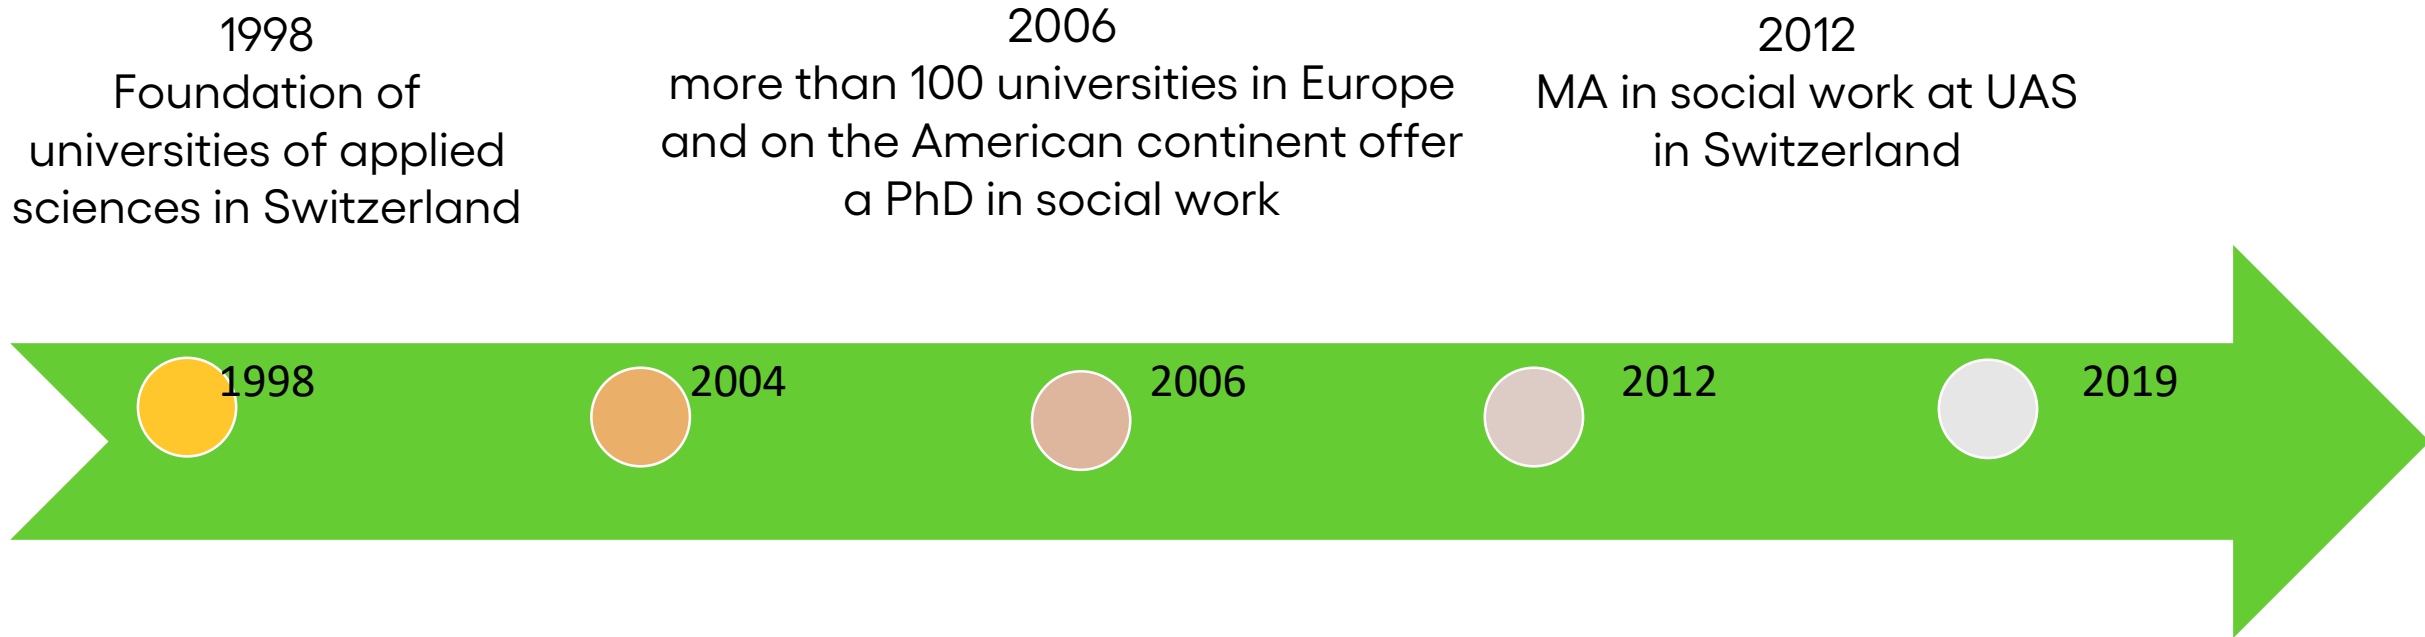 1998
Foundation of
universities of applied
sciences in Switzerland
2006
more than 100 universities in Europe
and on the American continent offer
a PhD in social work
2012
MA in social work at UAS
in Switzerland
1998
2004
2006
2012
2019